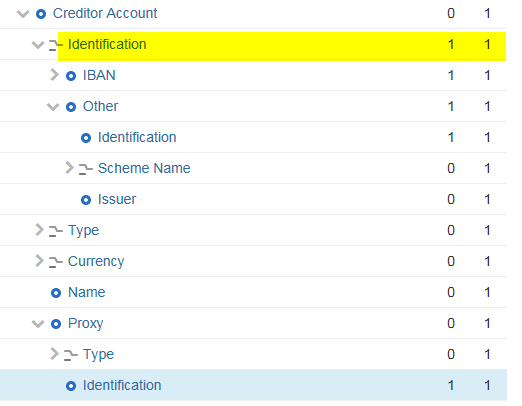 Creditor Account 0 1
Identification 1 1
IBAN 1 1
Other 1 1
Identification 1 1
Scheme Name 0 1
Issuer 0 1
Type 0 1
Currency 0 1
Name 0 1
Proxy 0 1
Type 0 1
Identification 1 1